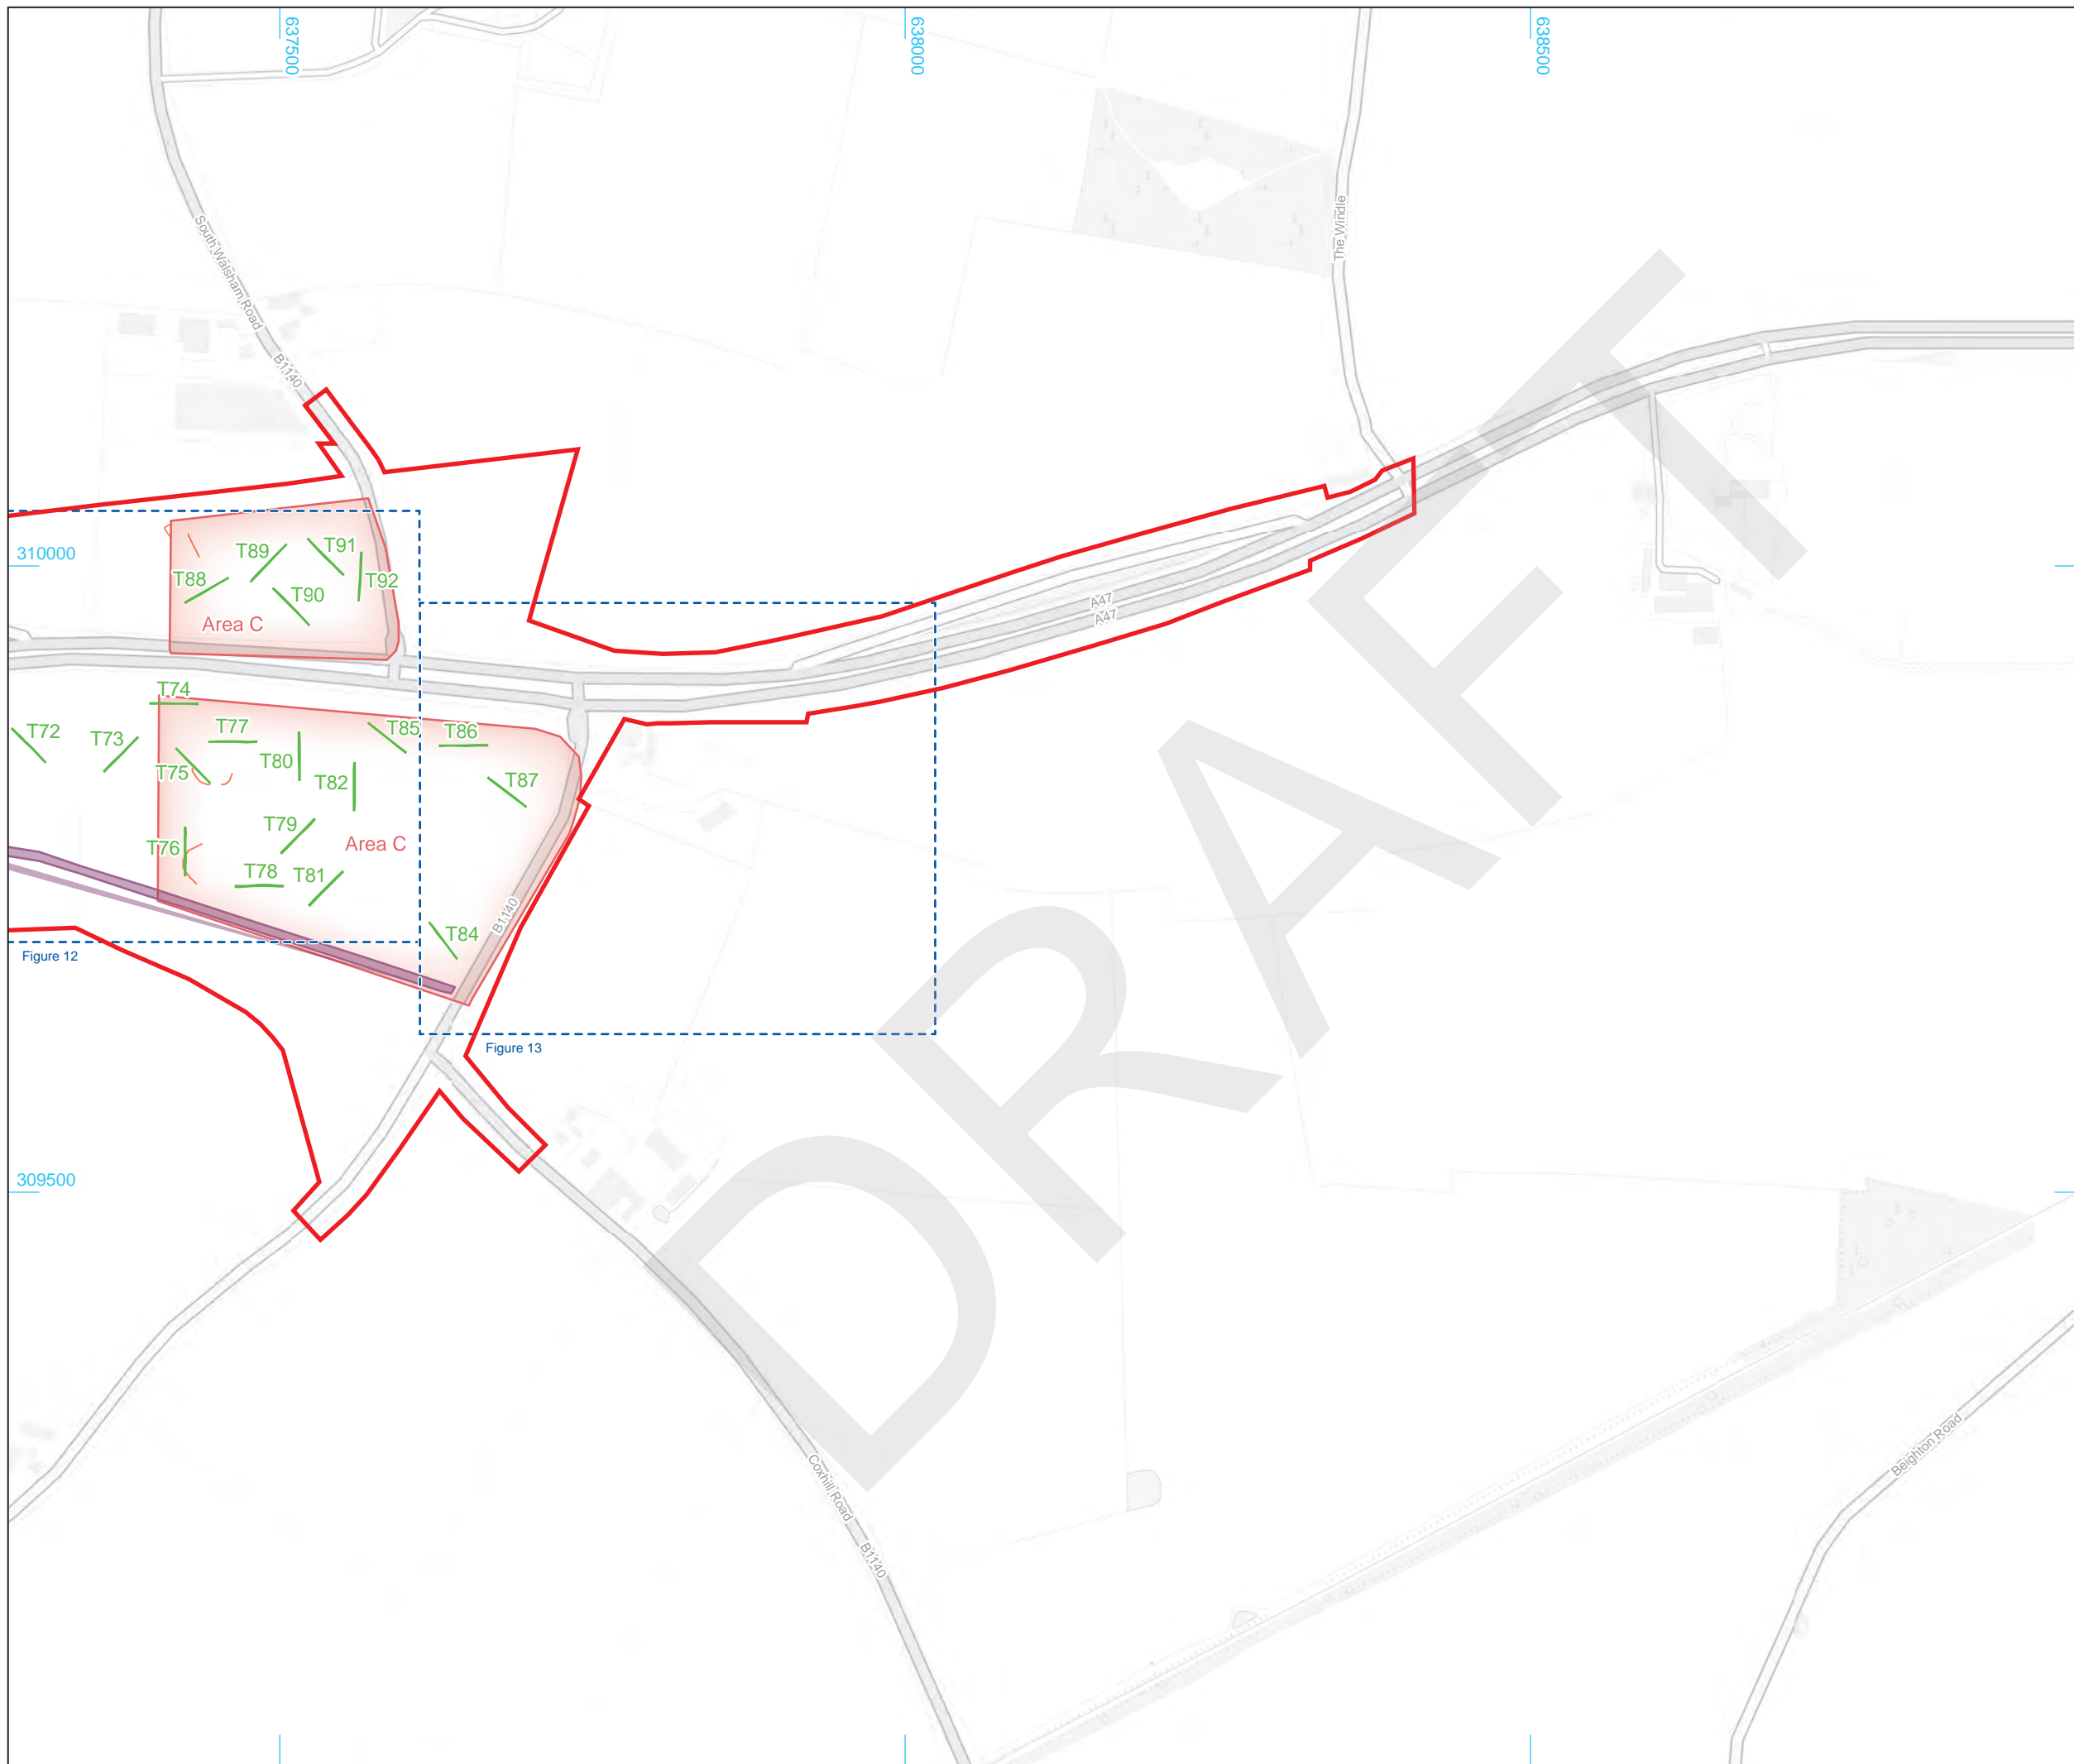 637500
638000
638500
South Walsham Road
B1140
The Windle
310000
T89
T91
T88
T92
T90
Area C
A47
A47
T74
T72
T73
T77
T85
T86
T75
T80
T82
T87
T79
Area C
T76
T78
T81
B1140
T84
Figure 12
Figure 13
309500
DRAFT
Beighton Road
Coxhill Road
B1140